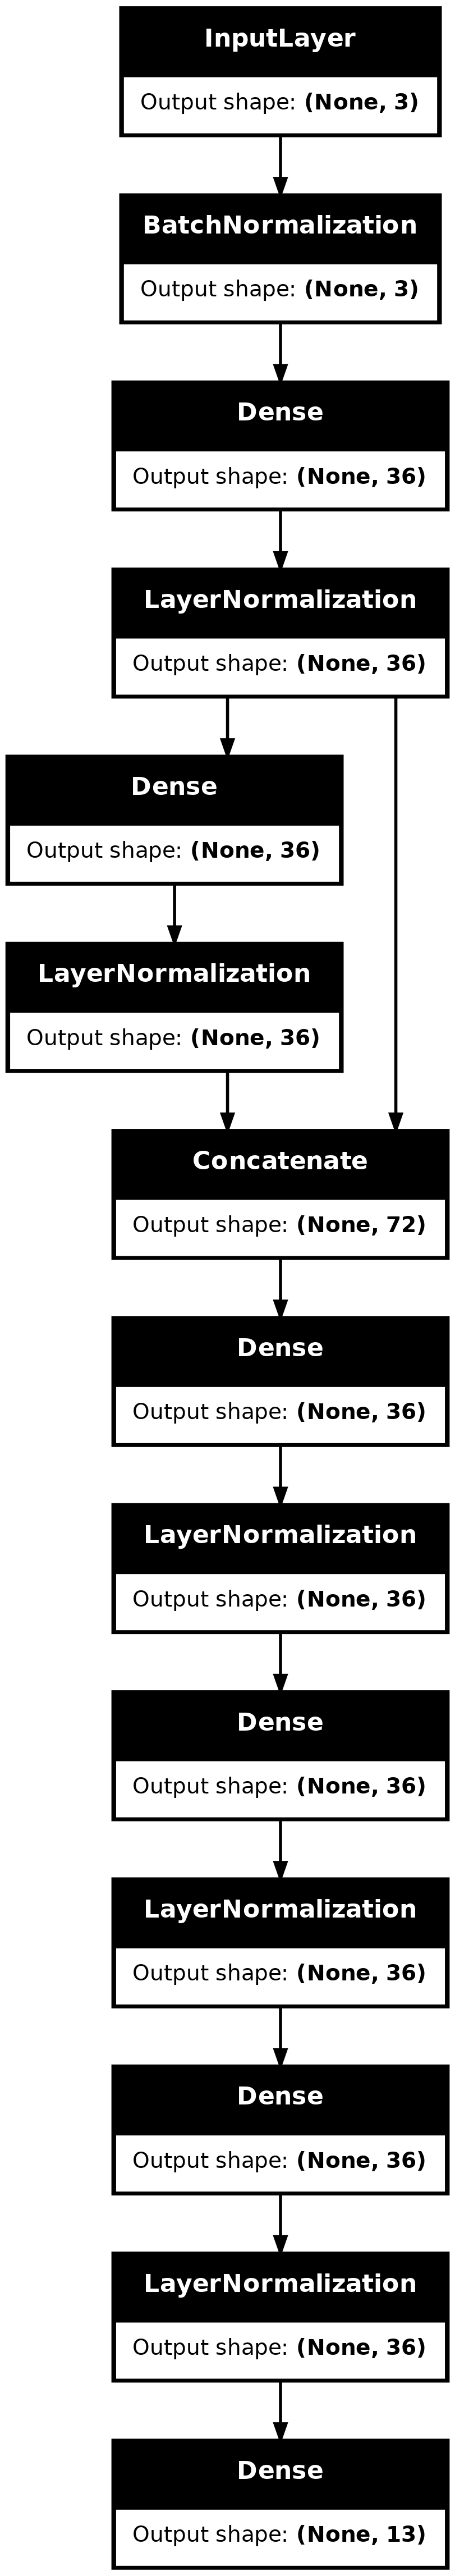 InputLayer
Output shape: (None, 3)
BatchNormalization
Output shape: (None, 3)
Dense
Output shape: (None, 36)
LayerNormalization
Output shape: (None, 36)
Dense
Output shape: (None, 36)
LayerNormalization
Output shape: (None, 36)
Concatenate
Output shape: (None, 72)
Dense
Output shape: (None, 36)
LayerNormalization
Output shape: (None, 36)
Dense
Output shape: (None, 36)
LayerNormalization
Output shape: (None, 36)
Dense
Output shape: (None, 36)
LayerNormalization
Output shape: (None, 36)
Dense
Output shape: (None, 13)